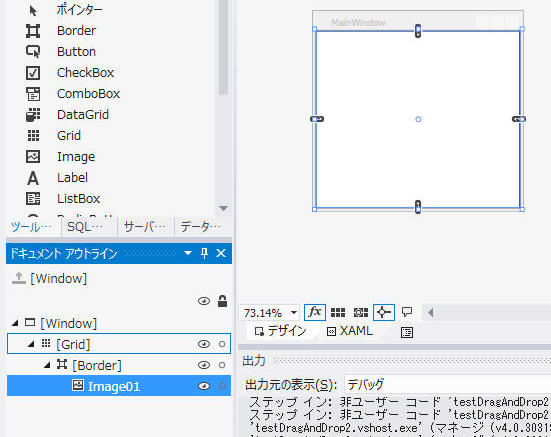 ポインター
Border
Button
CheckBox
ComboBox
DataGrid
Grid
Image
Label
ListBox
ツール…
SQL…
サーバ…
データ…
ドキュメント アウトライン
[Window]
[Window]
[Grid]
[Border]
Image01
MainWindow
73.14%
fx
デザイン
XAML
出力
出力元の表示(S):
デバッグ
ステップ イン: 非ユーザー コード 'testDragAndDrop2
ステップ イン: 非ユーザー コード 'testDragAndDrop2
'testDragAndDrop2.vshost.exe' (マネージ (v4.0.30319